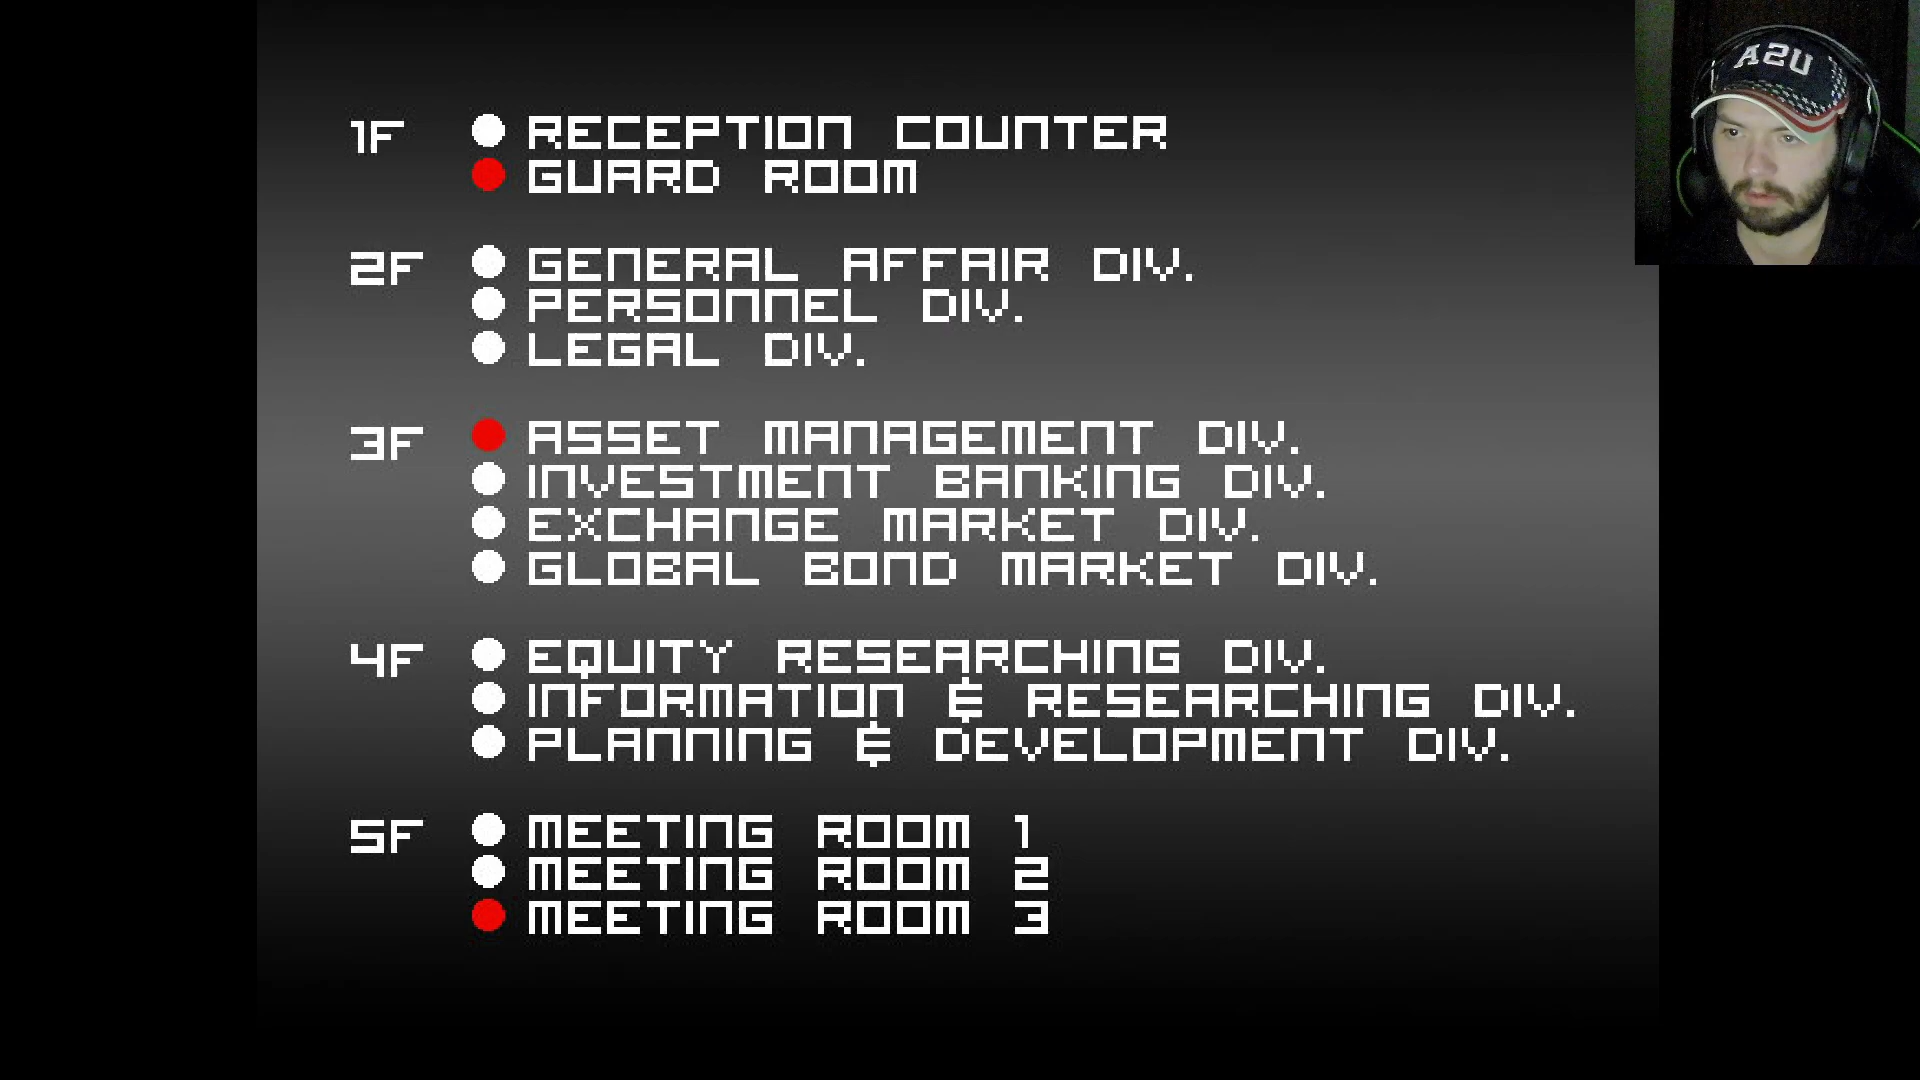 1F RECEPTION COUNTER
GUARD ROOM
2F GENERAL AFFAIR DIV.
PERSONNEL DIV.
LEGAL DIV.
3F ASSET MANAGEMENT DIV.
INVESTMENT BANKING DIV.
EXCHANGE MARKET DIV.
GLOBAL BOND MARKET DIV.
4F EQUITY RESEARCHING DIV.
INFORMATION & RESEARCHING DIV.
PLANNING & DEVELOPMENT DIV.
5F MEETING ROOM 1
MEETING ROOM 2
MEETING ROOM 3
USA